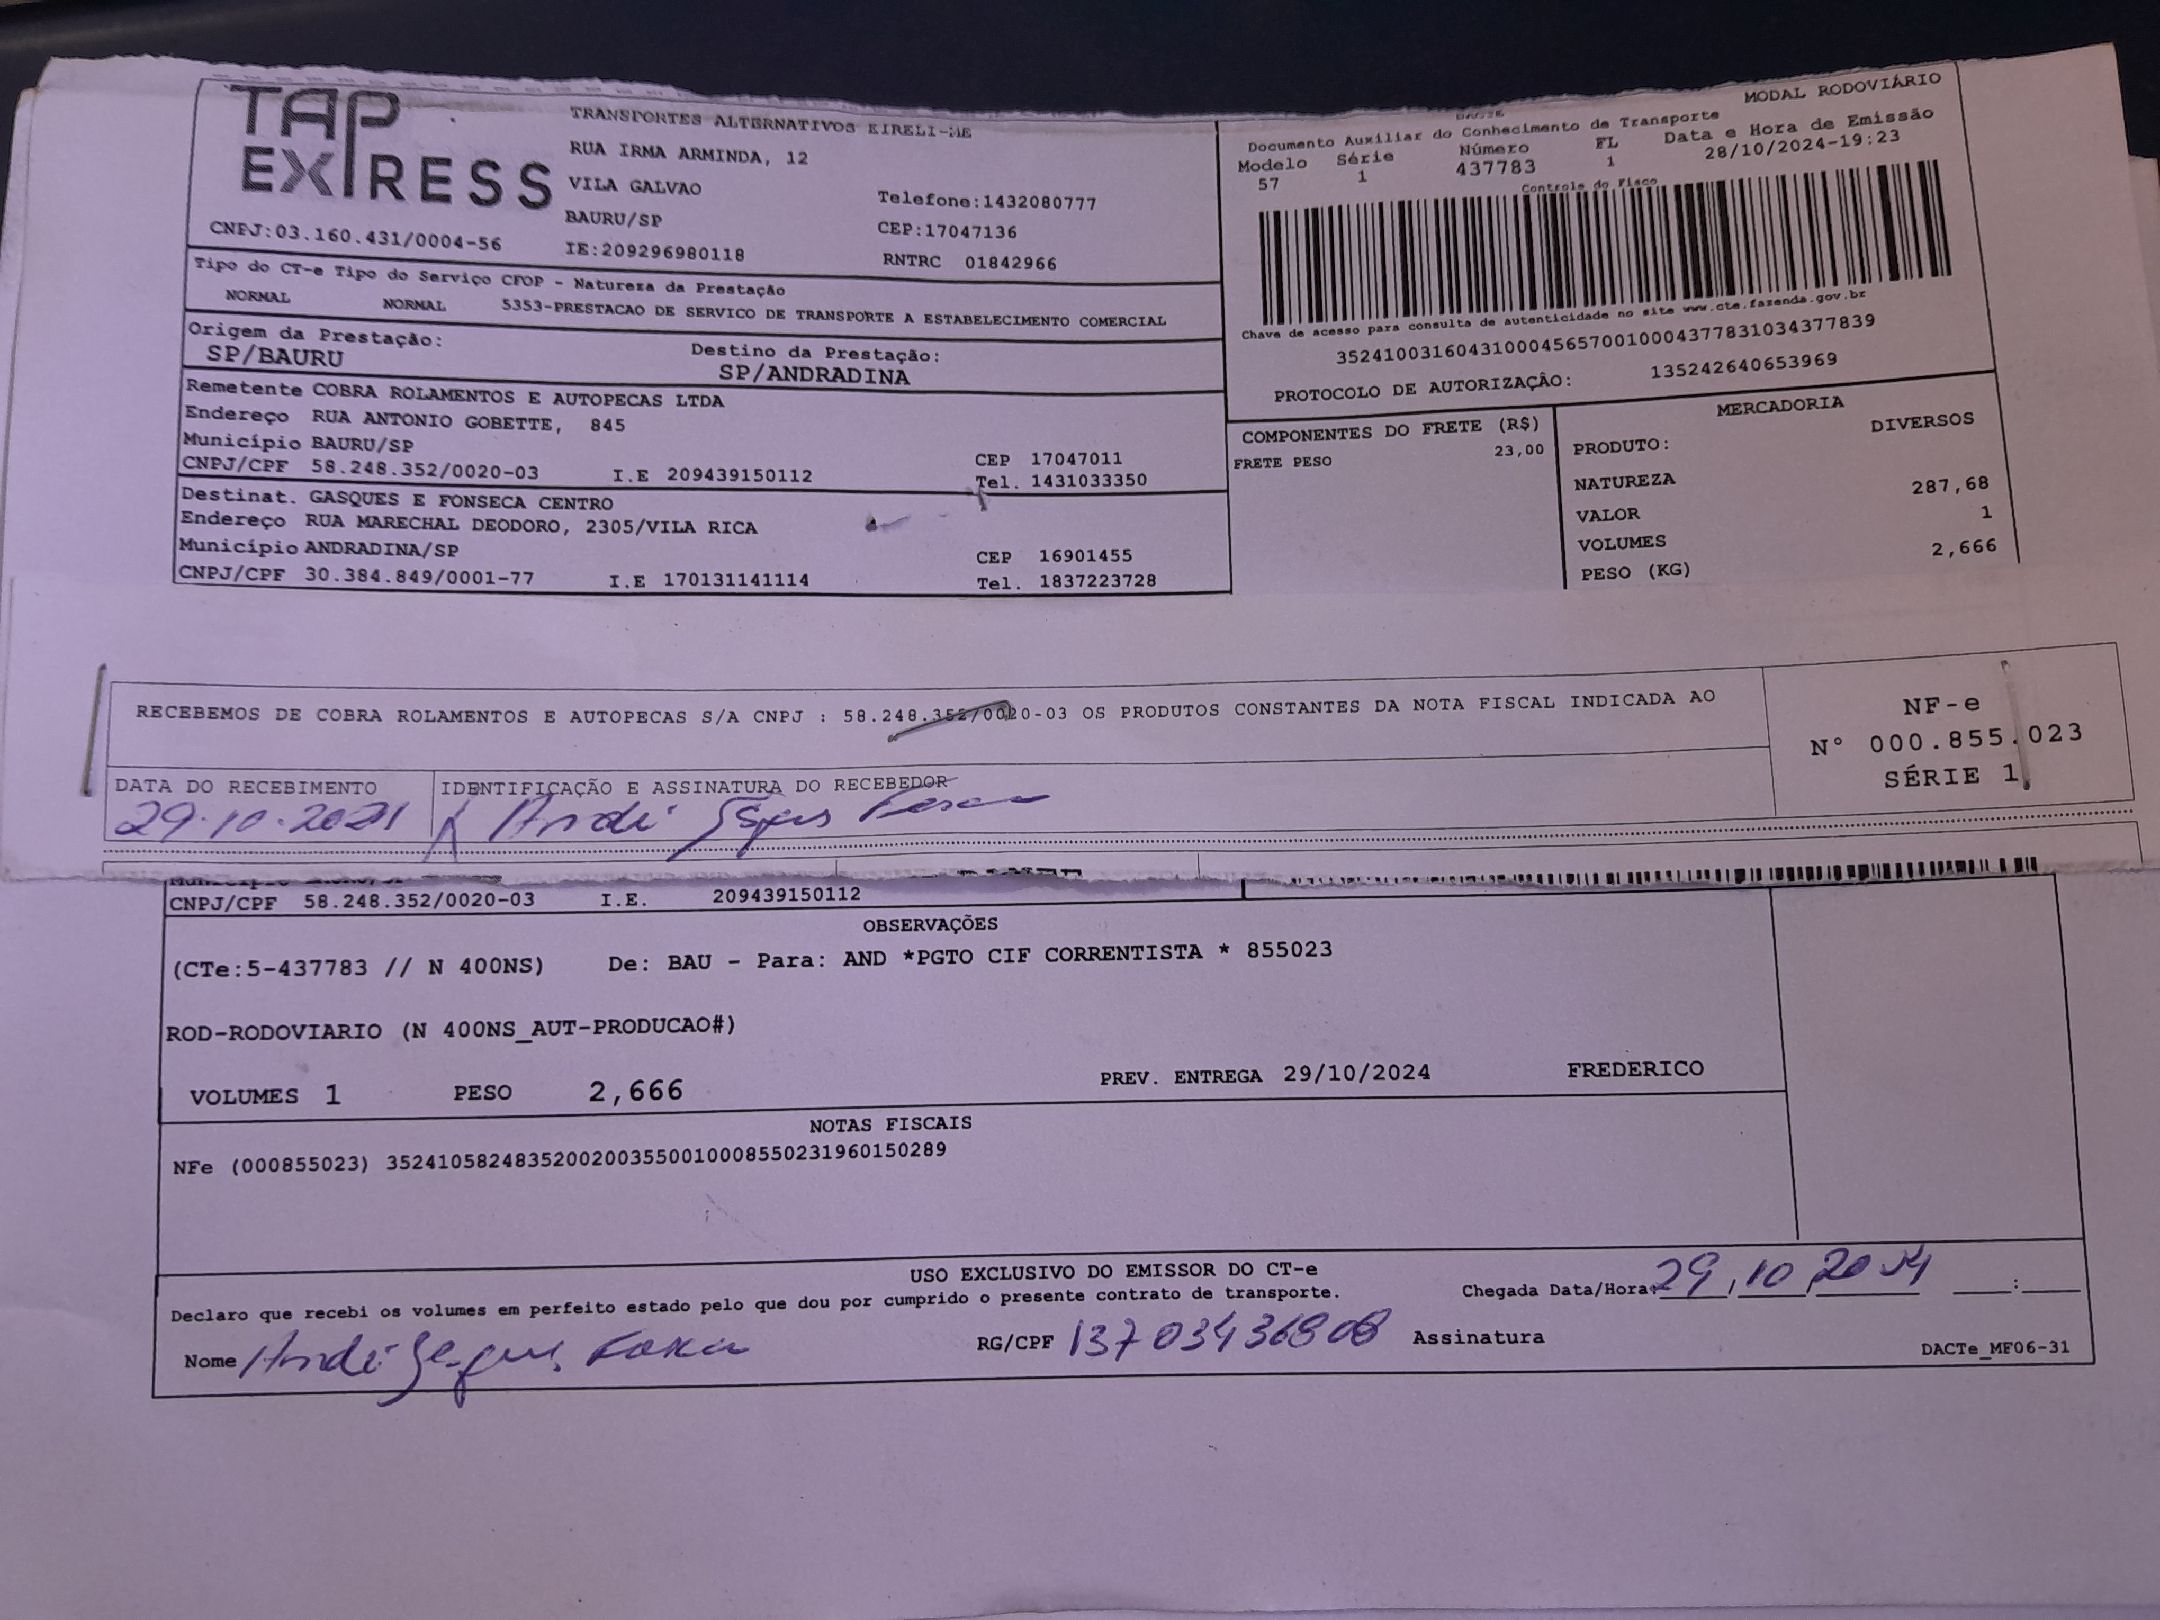 TAP
EXPRESS
CNPJ:03.160.431/0004-56
TRANSPORTES ALTERNATIVOS EIRELI-ME
RUA IRMA ARMINDA, 12
VILA GALVAO
BAURU/SP
IE:209296980118
Telefone:1432080777
CEP:17047136
RNTRC 01842966
MODAL RODOVIÁRIO
Documento Auxiliar do Conhecimento de Transporte
Modelo Série Número FL Data e Hora de Emissão
57 1 437783 1 28/10/2024-19:23
Controle do Fisco
Chave de acesso para consulta de autenticidade no site www.cte.fazenda.gov.br
35241003160431000456570010004377831034377839
PROTOCOLO DE AUTORIZAÇÃO: 135242640653969
Tipo do CT-e Tipo do Serviço CFOP - Natureza da Prestação
NORMAL NORMAL 5353-PRESTACAO DE SERVICO DE TRANSPORTE A ESTABELECIMENTO COMERCIAL
Origem da Prestação: Destino da Prestação:
SP/BAURU SP/ANDRADINA
Remetente COBRA ROLAMENTOS E AUTOPECAS LTDA
Endereço RUA ANTONIO GOBETTE, 845
Município BAURU/SP CEP 17047011
CNPJ/CPF 58.248.352/0020-03 I.E 209439150112 Tel. 1431033350
Destinat. GASQUES E FONSECA CENTRO
Endereço RUA MARECHAL DEODORO, 2305/VILA RICA
Município ANDRADINA/SP CEP 16901455
CNPJ/CPF 30.384.849/0001-77 I.E 170131141114 Tel. 1837223728
COMPONENTES DO FRETE (R$)
FRETE PESO 23,00
MERCADORIA
PRODUTO: DIVERSOS
NATUREZA
VALOR 287,68
VOLUMES 1
PESO (KG) 2,666
RECEBEMOS DE COBRA ROLAMENTOS E AUTOPECAS S/A CNPJ : 58.248.352/0020-03 OS PRODUTOS CONSTANTES DA NOTA FISCAL INDICADA AO
NF-e
N° 000.855.023
SÉRIE 1
DATA DO RECEBIMENTO IDENTIFICAÇÃO E ASSINATURA DO RECEBEDOR
29.10.2021 André
CNPJ/CPF 58.248.352/0020-03 I.E. 209439150112
OBSERVAÇÕES
(CTe:5-437783 // N 400NS) De: BAU - Para: AND *PGTO CIF CORRENTISTA * 855023
ROD-RODOVIARIO (N 400NS_AUT-PRODUCAO#)
VOLUMES 1 PESO 2,666 PREV. ENTREGA 29/10/2024 FREDERICO
NOTAS FISCAIS
NFe (000855023) 35241058248352002003550010008550231960150289
USO EXCLUSIVO DO EMISSOR DO CT-e
Declaro que recebi os volumes em perfeito estado pelo que dou por cumprido o presente contrato de transporte.
Chegada Data/Hora: 29,10,2024 :
Nome André RG/CPF 13703436808 Assinatura
DACTe_MF06-31